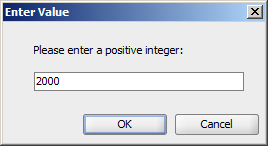 Enter Value
Please enter a positive integer:
2000
OK Cancel